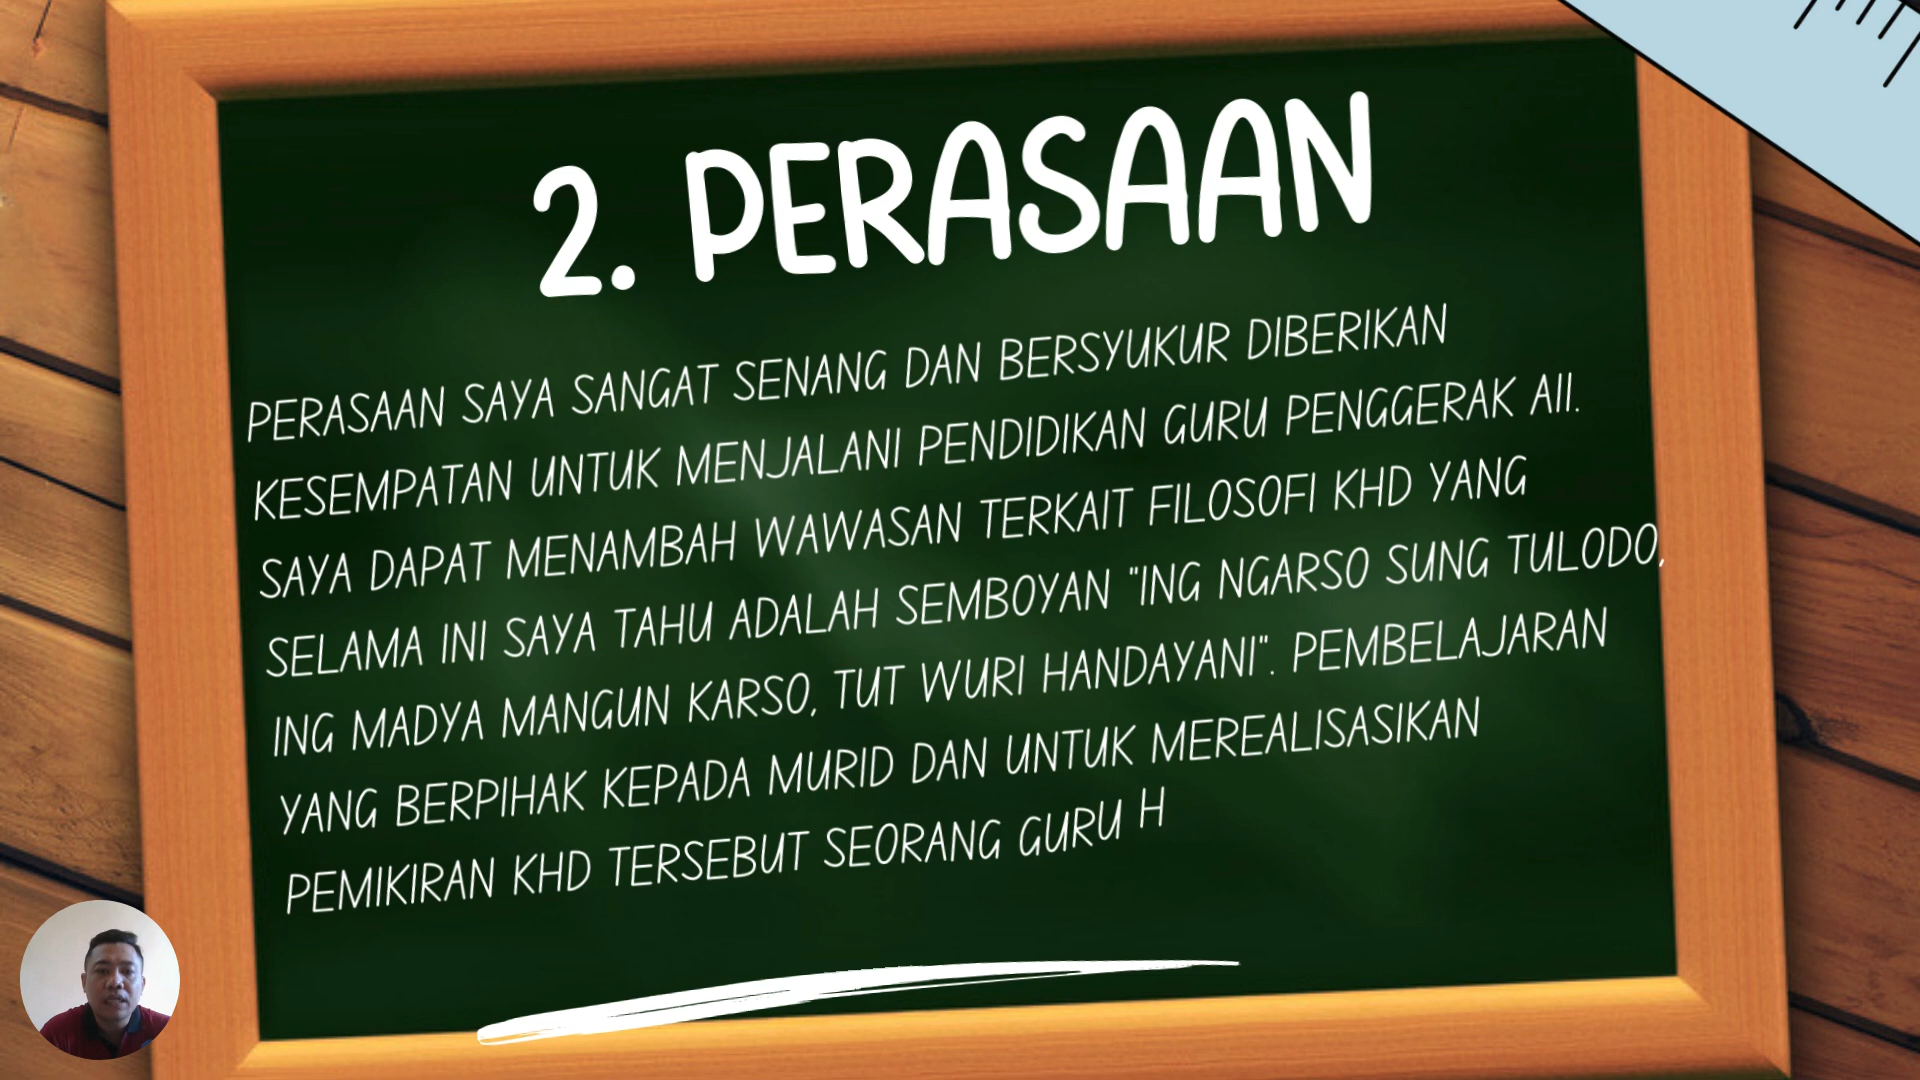 2. PERASAAN
PERASAAN SAYA SANGAT SENANG DAN BERSYUKUR DIBERIKAN
KESEMPATAN UNTUK MENJALANI PENDIDIKAN GURU PENGGERAK AII.
SAYA DAPAT MENAMBAH WAWASAN TERKAIT FILOSOFI KHD YANG
SELAMA INI SAYA TAHU ADALAH SEMBOYAN "ING NGARSO SUNG TULODO,
ING MADYA MANGUN KARSO, TUT WURI HANDAYANI". PEMBELAJARAN
YANG BERPIHAK KEPADA MURID DAN UNTUK MEREALISASIKAN
PEMIKIRAN KHD TERSEBUT SEORANG GURU H